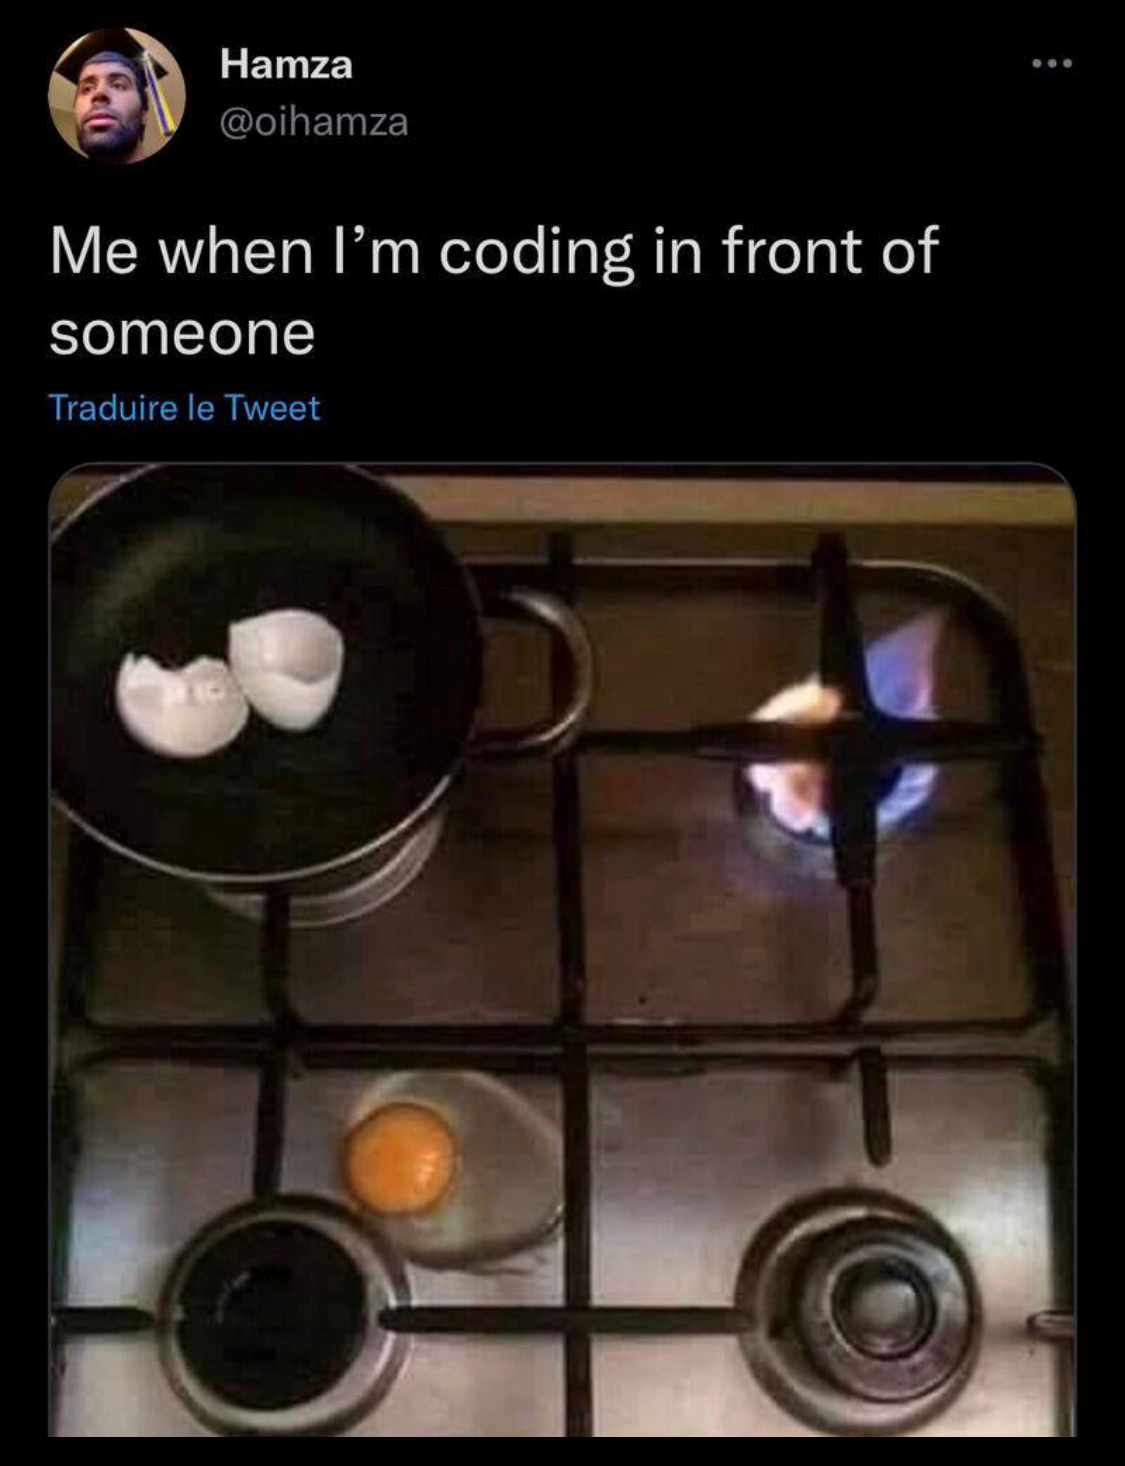 Hamza
@oihamza
Me when I’m coding in front of
someone
Traduire le Tweet